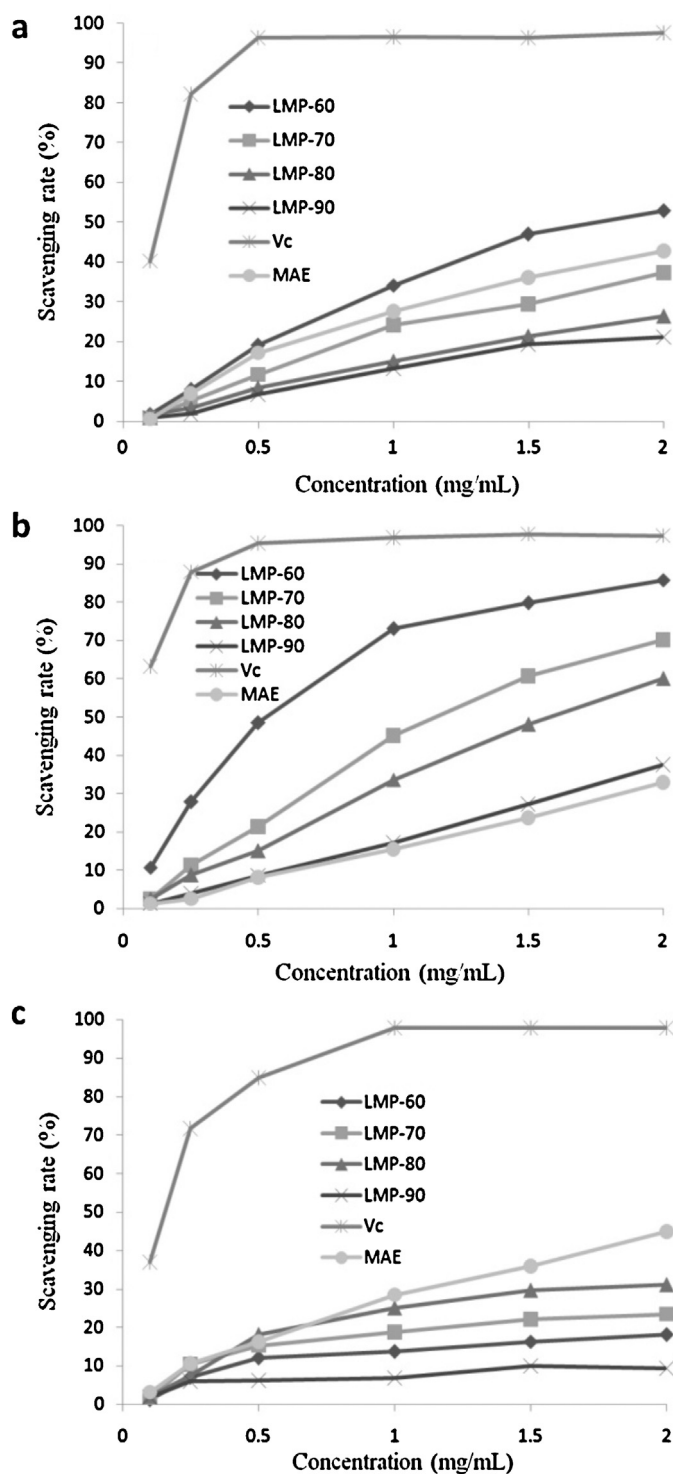 a
Scavenging rate (%)
100
90
80
70
60
50
40
30
20
10
0
LMP-60
LMP-70
LMP-80
LMP-90
Vc
MAE
0
0.5
1
1.5
2
Concentration (mg/mL)
b
Scavenging rate (%)
100
90
80
70
60
50
40
30
20
10
0
LMP-60
LMP-70
LMP-80
LMP-90
Vc
MAE
0
0.5
1
1.5
2
Concentration (mg/mL)
c
Scavenging rate (%)
100
90
80
70
60
50
40
30
20
10
0
LMP-60
LMP-70
LMP-80
LMP-90
Vc
MAE
0
0.5
1
1.5
2
Concentration (mg/mL)